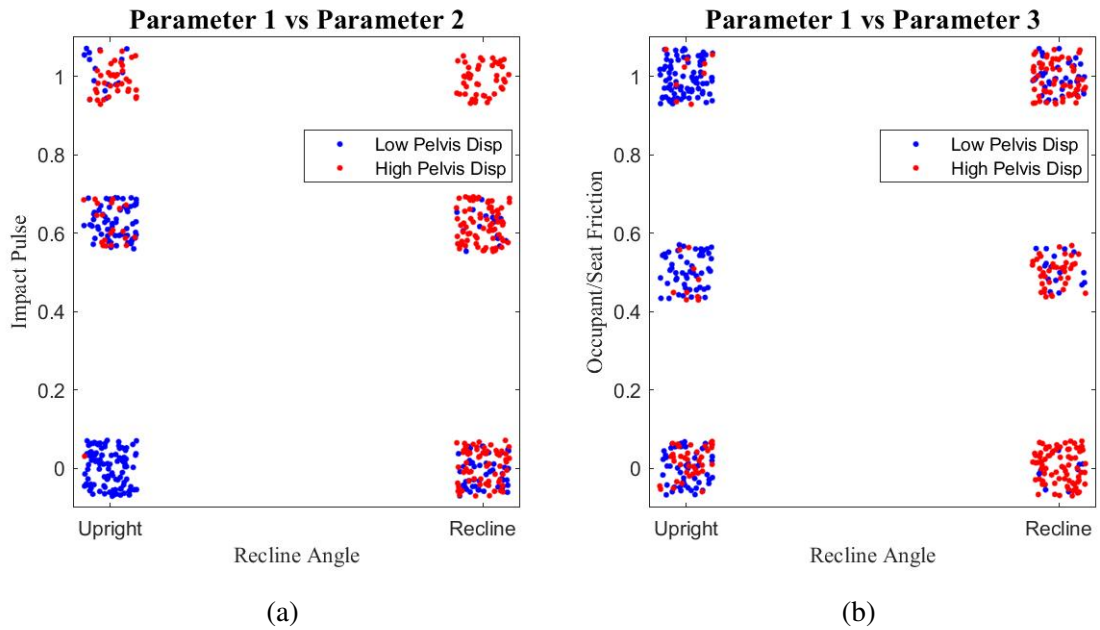 Parameter 1 vs Parameter 2
1
0.8
0.6
0.4
0.2
0
Impact Pulse
Low Pelvis Disp
High Pelvis Disp
Upright
Recline
Recline Angle
(a)
Parameter 1 vs Parameter 3
1
0.8
0.6
0.4
0.2
0
Occupant/Seat Friction
Low Pelvis Disp
High Pelvis Disp
Upright
Recline
Recline Angle
(b)